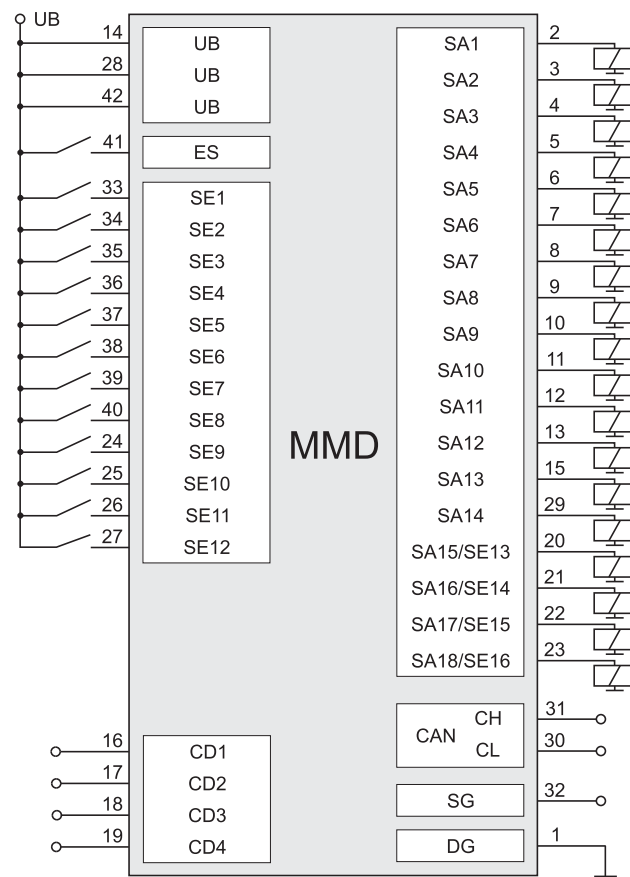 UB
14 UB
28 UB
42 UB
41 ES
33 SE1
34 SE2
35 SE3
36 SE4
37 SE5
38 SE6
39 SE7
40 SE8
24 SE9
25 SE10
26 SE11
27 SE12
16 CD1
17 CD2
18 CD3
19 CD4
MMD
SA1 2
SA2 3
SA3 4
SA4 5
SA5 6
SA6 7
SA7 8
SA8 9
SA9 10
SA10 11
SA11 12
SA12 13
SA13 15
SA14 29
SA15/SE13 20
SA16/SE14 21
SA17/SE15 22
SA18/SE16 23
CAN
CH 31
CL 30
SG 32
DG 1